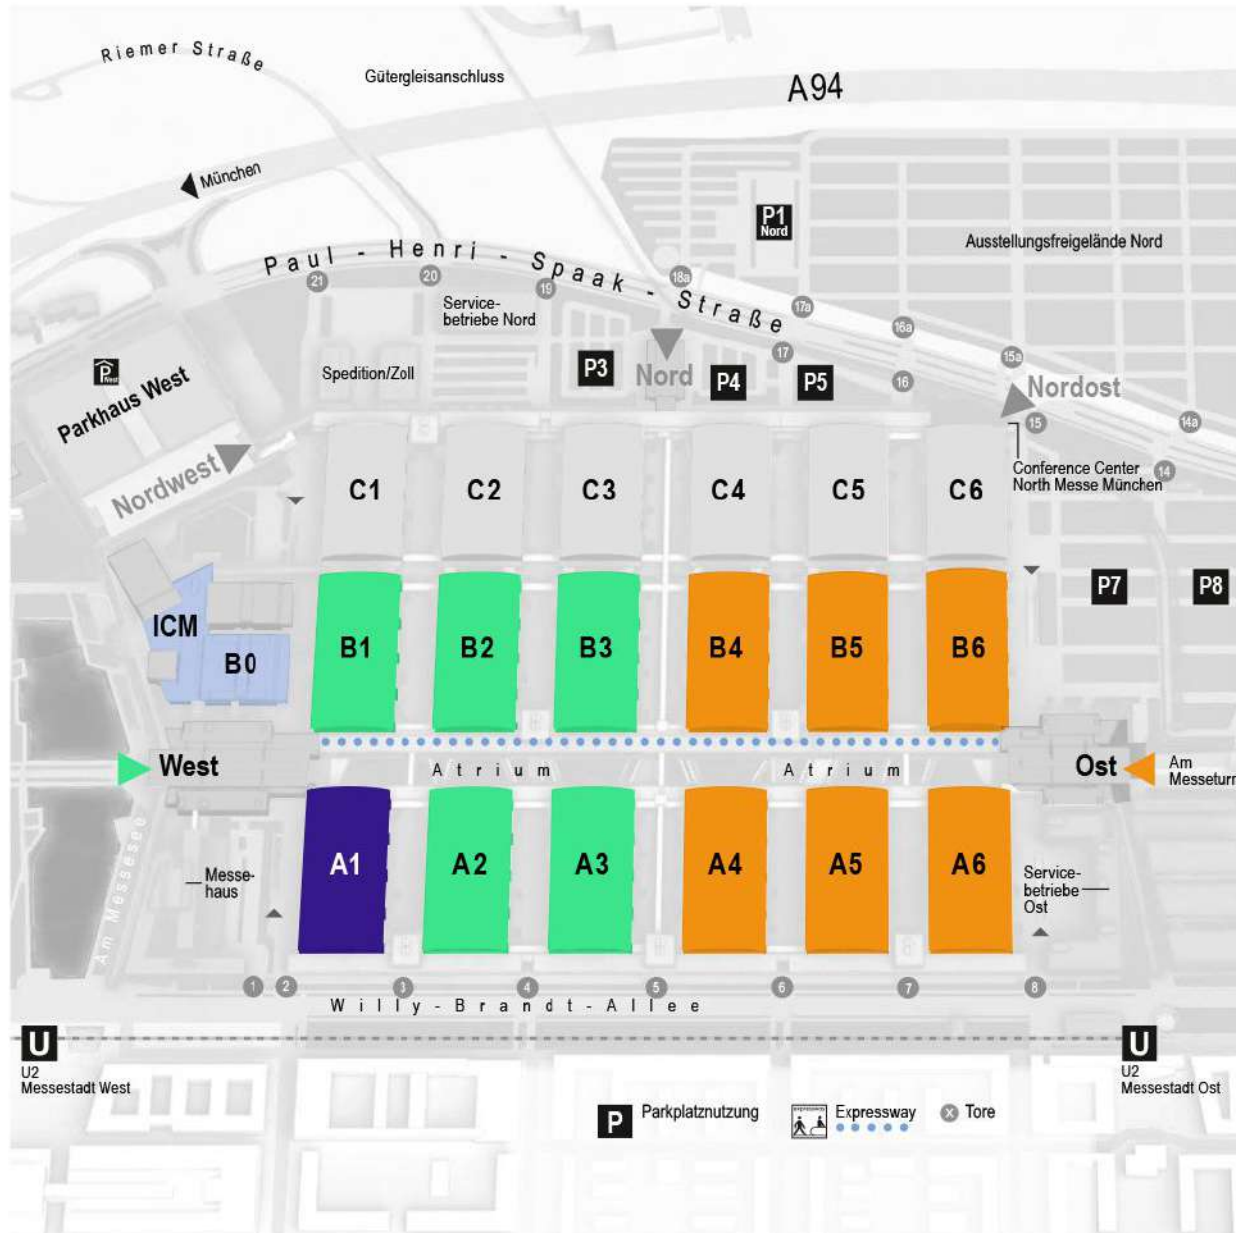 Riemer Straße
Gütergleisanschluss
A94
München
P1
Nord
Ausstellungsfreigelände Nord
Paul - Henri - Spaak - Straße
21
20
19
18a
17a
16a
15a
14a
Service-
betriebe Nord
17
16
15
14
P
West
Parkhaus West
Spedition/Zoll
P3
Nord
P4
P5
Nordost
Nordwest
Conference Center
North Messe München
C1
C2
C3
C4
C5
C6
P7
P8
ICM
B0
B1
B2
B3
B4
B5
B6
West
Atrium
Atrium
Ost
Am
Messeturm
A1
A2
A3
A4
A5
A6
Messe-
haus
Am Messesee
Service-
betriebe
Ost
1
2
3
4
5
6
7
8
Willy-Brandt-Allee
U
U2
Messestadt West
U
U2
Messestadt Ost
P Parkplatznutzung
EXPRESSWAY
Expressway
x Tore